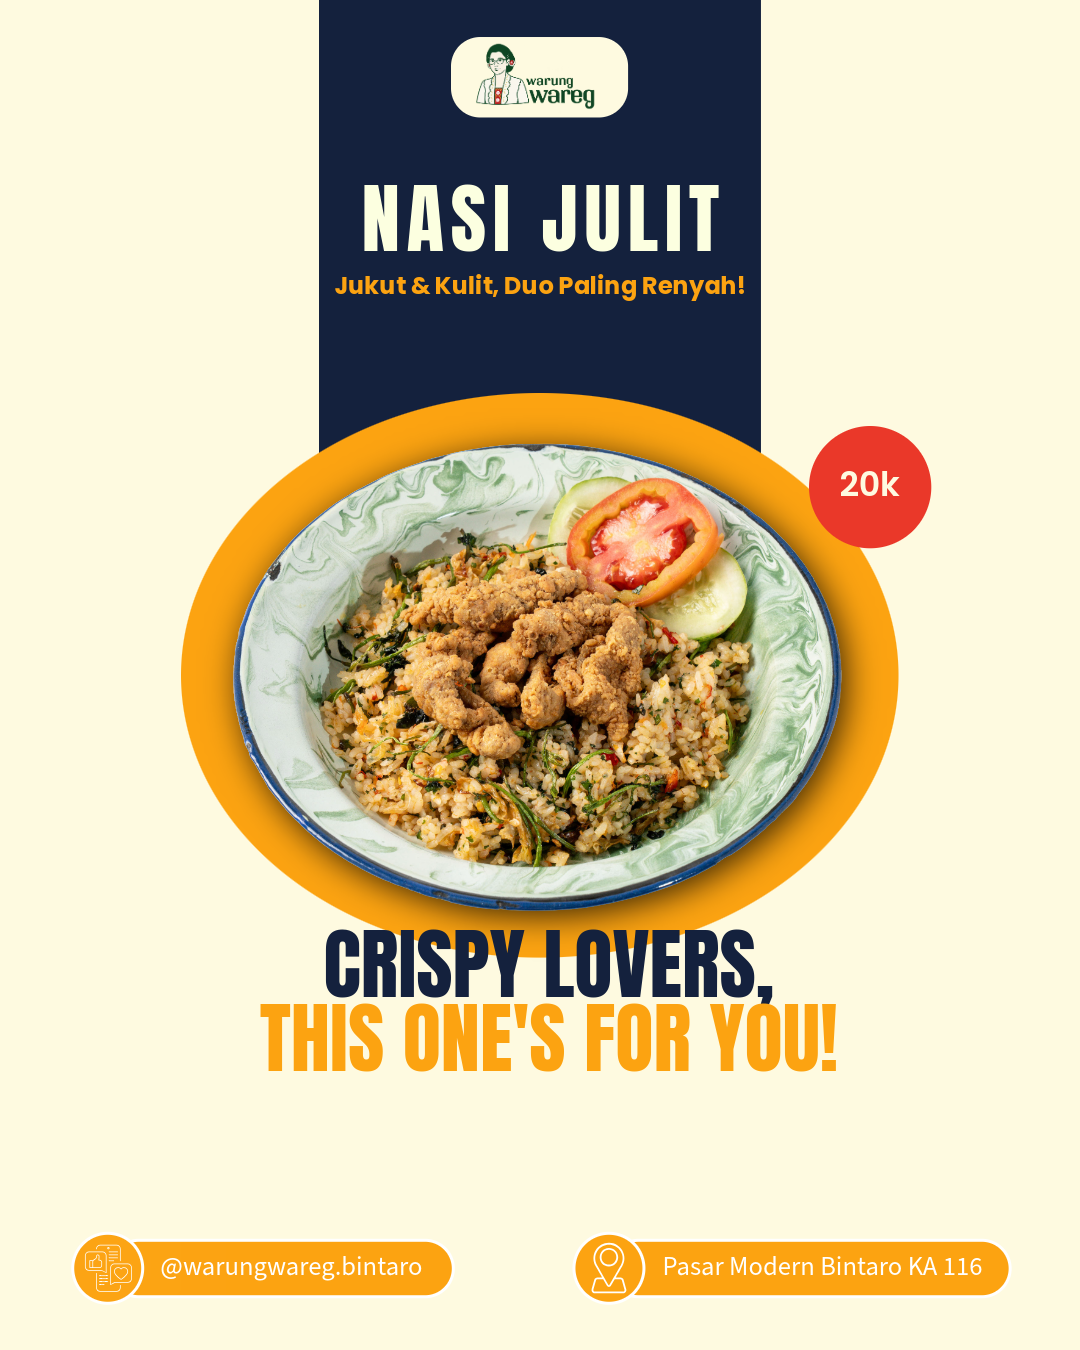 warung
wareg
NASI JULIT
Jukut & Kulit, Duo Paling Renyah!
20k
CRISPY LOVERS,
THIS ONE'S FOR YOU!
@warungwareg.bintaro
Pasar Modern Bintaro KA 116